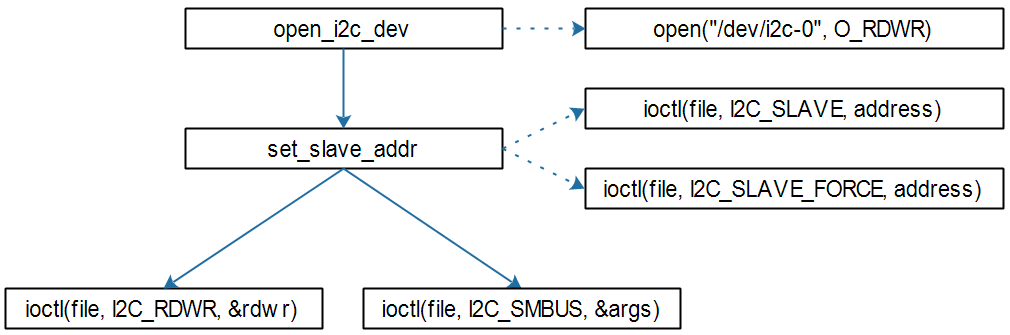 open_i2c_dev
open("/dev/i2c-0", O_RDWR)
ioctl(file, I2C_SLAVE, address)
set_slave_addr
ioctl(file, I2C_SLAVE_FORCE, address)
ioctl(file, I2C_RDWR, &rdwr)
ioctl(file, I2C_SMBUS, &args)